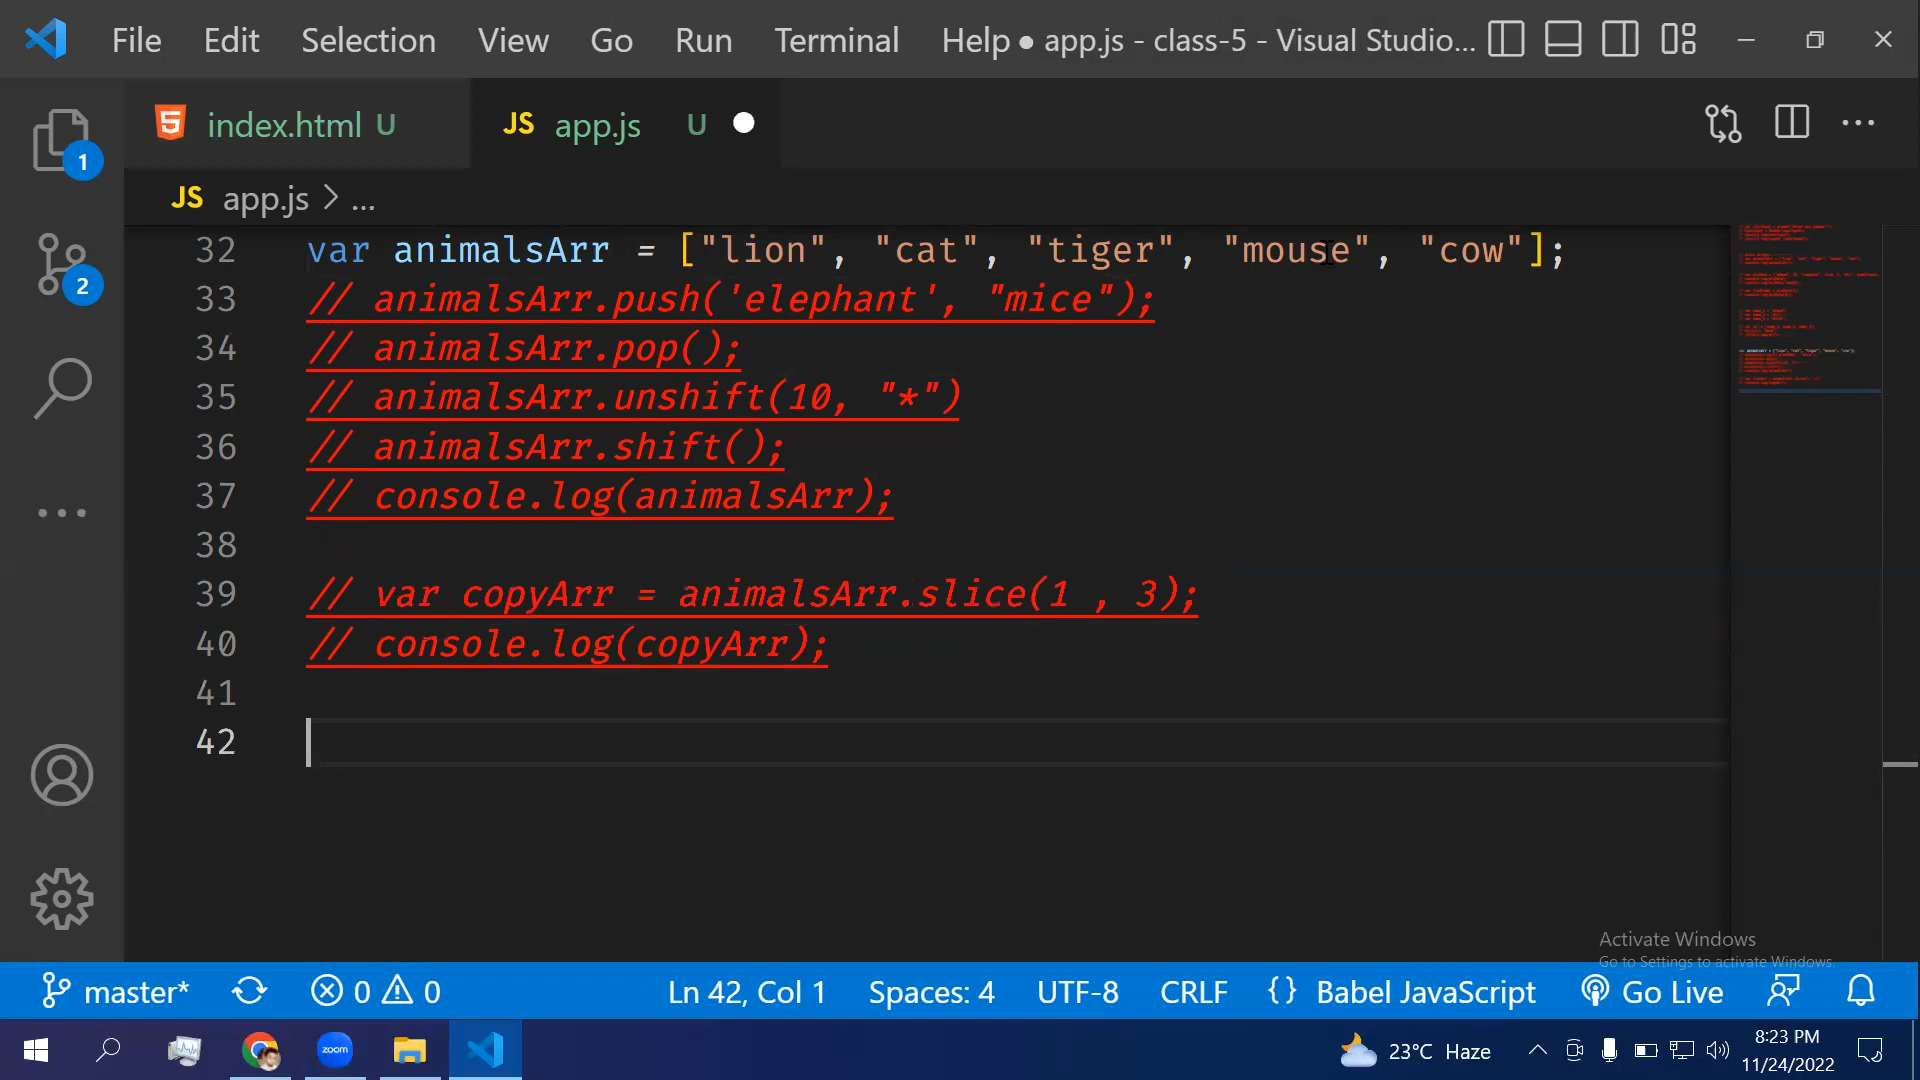 File Edit Selection View Go Run Terminal Help ● app.js - class-5 - Visual Studio...
index.html U JS app.js U
JS app.js > ...
32 var animalsArr = ["lion", "cat", "tiger", "mouse", "cow"];
33 // animalsArr.push('elephant', "mice");
34 // animalsArr.pop();
35 // animalsArr.unshift(10, "*")
36 // animalsArr.shift();
37 // console.log(animalsArr);
38
39 // var copyArr = animalsArr.slice(1 , 3);
40 // console.log(copyArr);
41
42
1
2
Activate Windows
Go to Settings to activate Windows.
master* 0 0 Ln 42, Col 1 Spaces: 4 UTF-8 CRLF {} Babel JavaScript Go Live
zoom 23°C Haze 8:23 PM
11/24/2022